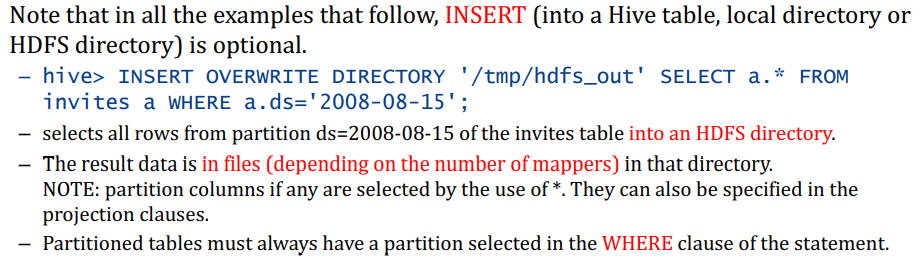 Note that in all the examples that follow, INSERT (into a Hive table, local directory or
HDFS directory) is optional.
– hive> INSERT OVERWRITE DIRECTORY '/tmp/hdfs_out' SELECT a.* FROM
invites a WHERE a.ds='2008-08-15';
– selects all rows from partition ds=2008-08-15 of the invites table into an HDFS directory.
– The result data is in files (depending on the number of mappers) in that directory.
NOTE: partition columns if any are selected by the use of *. They can also be specified in the
projection clauses.
– Partitioned tables must always have a partition selected in the WHERE clause of the statement.